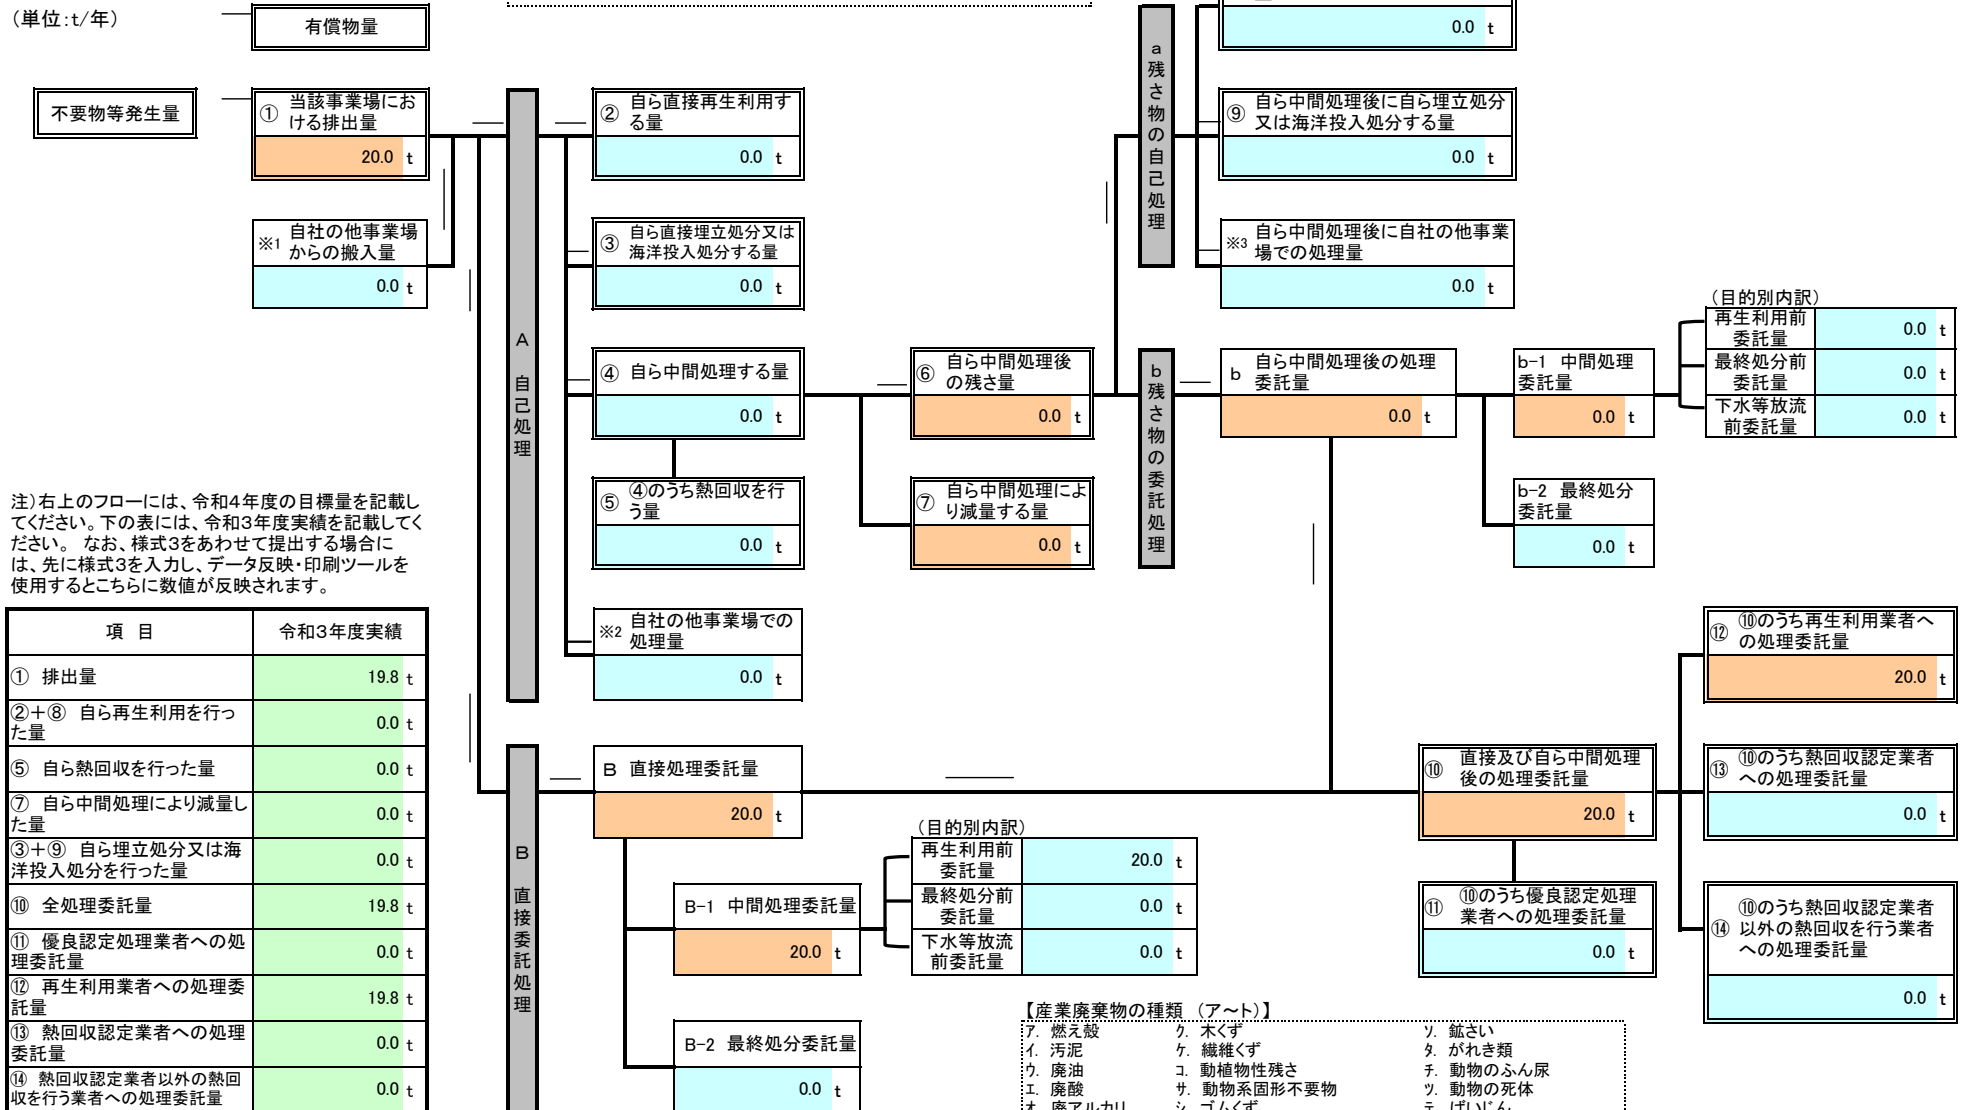 （単位:t/年）
有償物量
0.0 t
不要物等発生量
① 当該事業場にお
ける排出量
20.0 t
※1 自社の他事業場
からの搬入量
0.0 t
A 自己処理
② 自ら直接再生利用す
る量
0.0 t
③ 自ら直接埋立処分又は
海洋投入処分する量
0.0 t
④ 自ら中間処理する量
0.0 t
⑤ ④のうち熱回収を行
う量
0.0 t
※2 自社の他事業場での
処理量
0.0 t
⑥ 自ら中間処理後
の残さ量
0.0 t
⑦ 自ら中間処理によ
り減量する量
0.0 t
a 残さ物の自己処理
⑨ 自ら中間処理後に自ら埋立処分
又は海洋投入処分する量
0.0 t
※3 自ら中間処理後に自社の他事業
場での処理量
0.0 t
b 残さ物の委託処理
b 自ら中間処理後の処理
委託量
0.0 t
b-1 中間処理
委託量
0.0 t
b-2 最終処分
委託量
0.0 t
（目的別内訳）
再生利用前
委託量
0.0 t
最終処分前
委託量
0.0 t
下水等放流
前委託量
0.0 t
注）右上のフローには、令和４年度の目標量を記載し
てください。下の表には、令和３年度実績を記載してく
ださい。 なお、様式３をあわせて提出する場合に
は、先に様式３を入力し、データ反映・印刷ツールを
使用するとこちらに数値が反映されます。
項 目 令和３年度実績
① 排出量 19.8 t
②＋⑧ 自ら再生利用を行っ
た量 0.0 t
⑤ 自ら熱回収を行った量 0.0 t
⑦ 自ら中間処理により減量し
た量 0.0 t
③＋⑨ 自ら埋立処分又は海
洋投入処分を行った量 0.0 t
⑩ 全処理委託量 19.8 t
⑪ 優良認定処理業者への処
理委託量 0.0 t
⑫ 再生利用業者への処理委
託量 19.8 t
⑬ 熱回収認定業者への処理
委託量 0.0 t
⑭ 熱回収認定業者以外の熱回
収を行う業者への処理委託量 0.0 t
B 直接委託処理
B 直接処理委託量
20.0 t
B-1 中間処理委託量
20.0 t
B-2 最終処分委託量
0.0 t
（目的別内訳）
再生利用前
委託量
20.0 t
最終処分前
委託量
0.0 t
下水等放流
前委託量
0.0 t
⑩ 直接及び自ら中間処理
後の処理委託量
20.0 t
⑪ ⑩のうち優良認定処理
業者への処理委託量
0.0 t
⑫ ⑩のうち再生利用業者へ
の処理委託量
20.0 t
⑬ ⑩のうち熱回収認定業者
への処理委託量
0.0 t
⑭ ⑩のうち熱回収認定業者
以外の熱回収を行う業者
への処理委託量
0.0 t
【産業廃棄物の種類 （ア～ト）】
ｱ. 燃え殻 ｸ. 木くず ｿ. 鉱さい
ｲ. 汚泥 ｹ. 繊維くず ﾀ. がれき類
ｳ. 廃油 ｺ. 動植物性残さ ﾁ. 動物のふん尿
ｴ. 廃酸 ｻ. 動物系固形不要物 ﾂ. 動物の死体
ｵ. 廃アルカリ ｼ. ゴムくず ﾃ. ばいじん